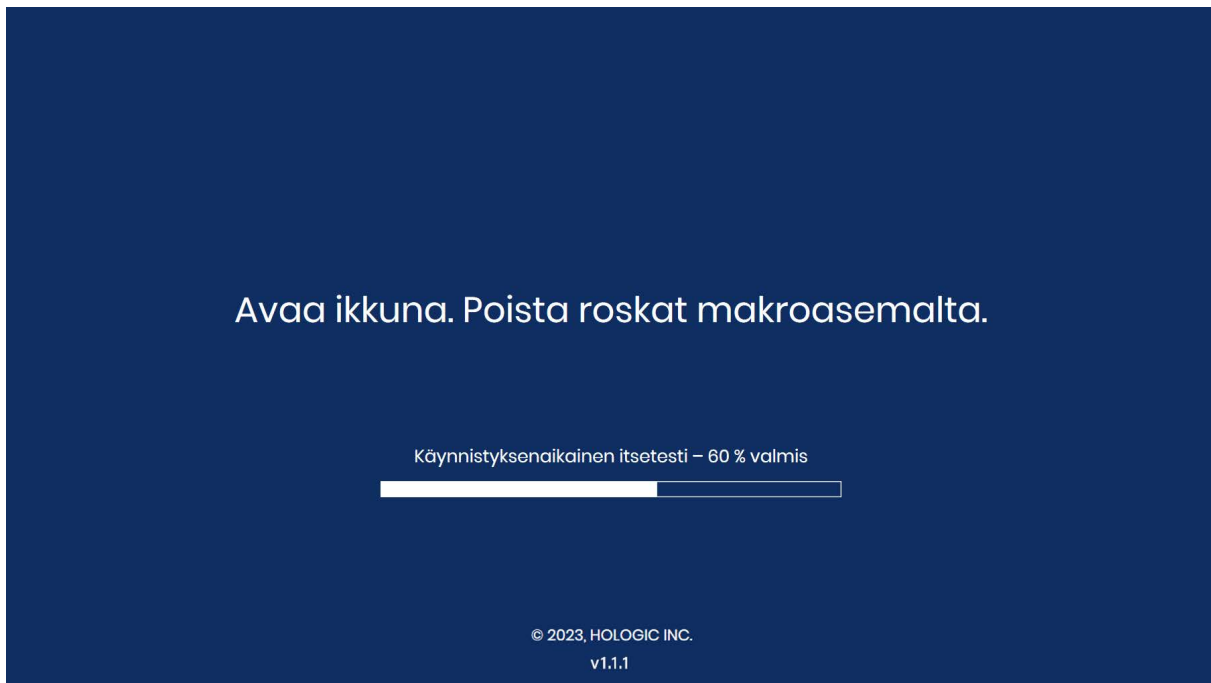 Avaa ikkuna. Poista roskat makroasemalta.
Käynnistyksenaikainen itsetesti – 60 % valmis
© 2023, HOLOGIC INC.
v1.1.1